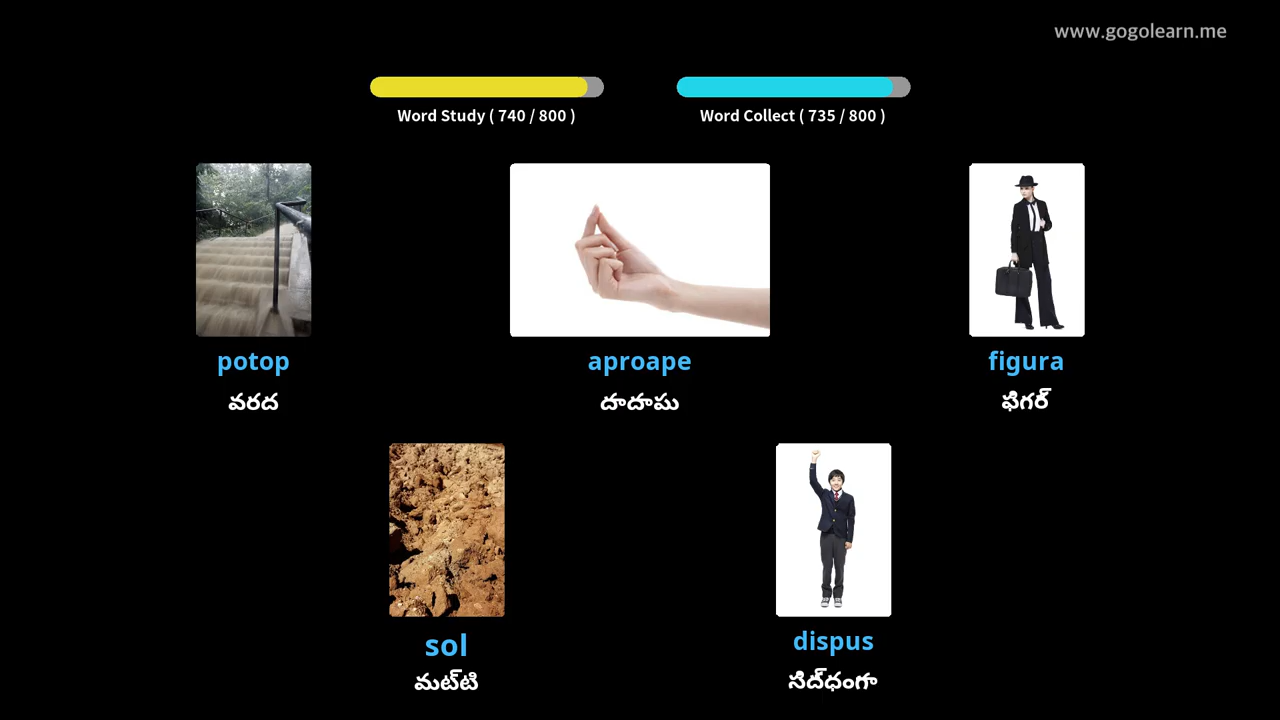 www.gogolearn.me
Word Study ( 740 / 800 )
Word Collect ( 735 / 800 )
potop
aproape
figura
వరద
దాదాపు
ఫిగర్
sol
dispus
మట్టి
సిద్ధంగా